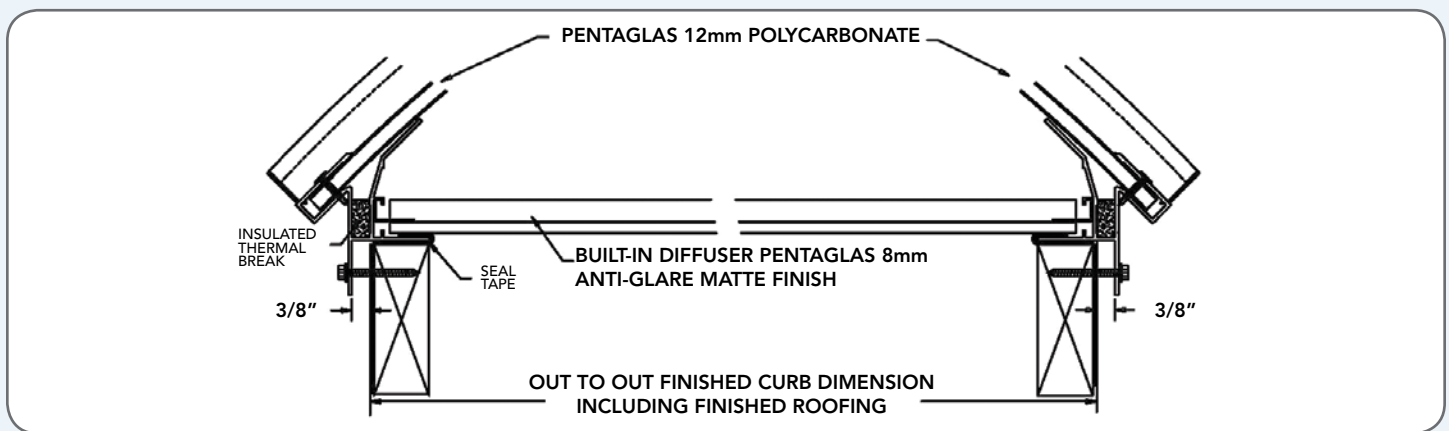 PENTAGLAS 12mm POLYCARBONATE
INSULATED
THERMAL
BREAK
SEAL
TAPE
BUILT-IN DIFFUSER PENTAGLAS 8mm
ANTI-GLARE MATTE FINISH
3/8”
3/8”
OUT TO OUT FINISHED CURB DIMENSION
INCLUDING FINISHED ROOFING